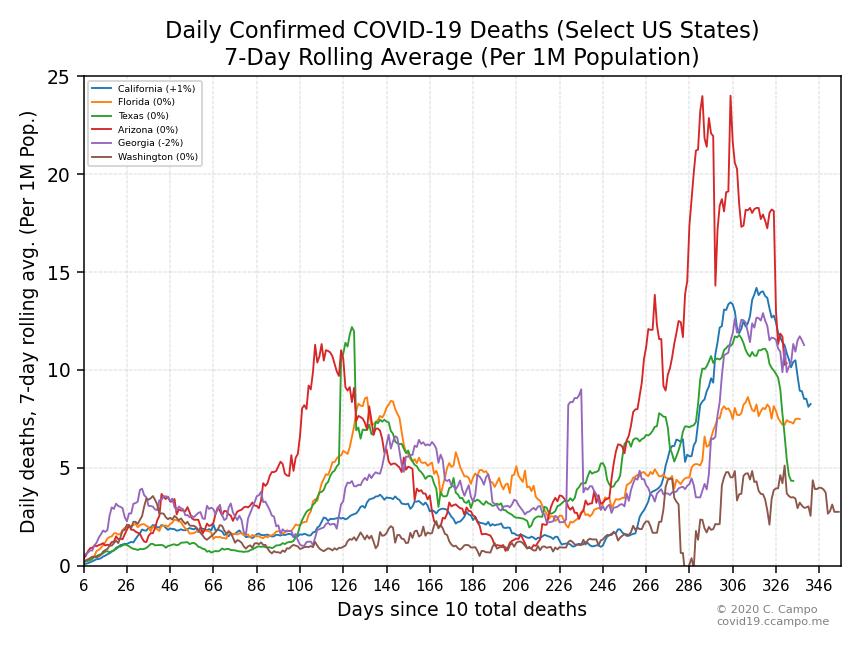 Daily Confirmed COVID-19 Deaths (Select US States)
7-Day Rolling Average (Per 1M Population)
Daily deaths, 7-day rolling avg. (Per 1M Pop.)
25
20
15
10
5
0
California (+1%)
Florida (0%)
Texas (0%)
Arizona (0%)
Georgia (-2%)
Washington (0%)
6 26 46 66 86 106 126 146 166 186 206 226 246 266 286 306 326 346
Days since 10 total deaths
© 2020 C. Campo
covid19.ccampo.me